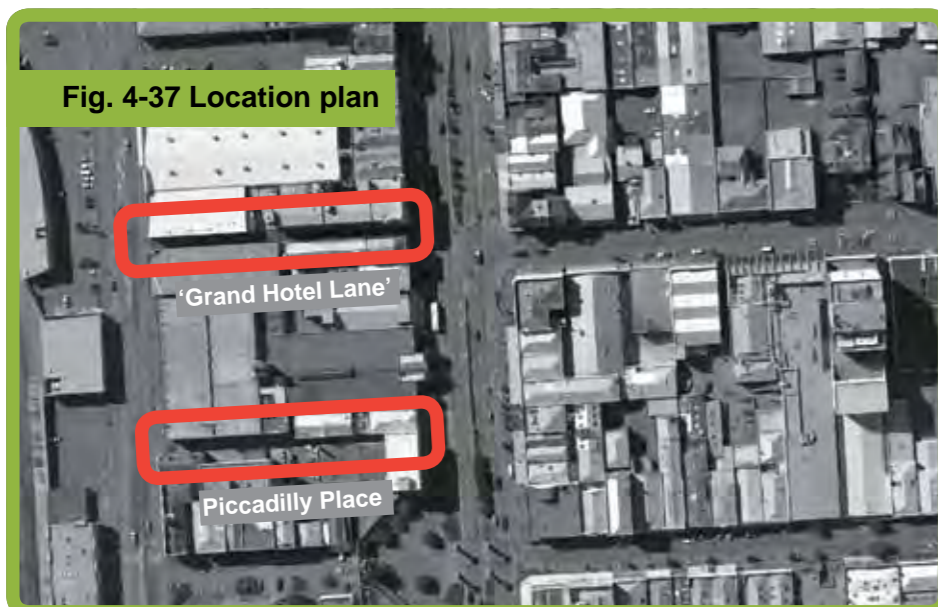 Fig. 4-37 Location plan
‘Grand Hotel Lane’
Piccadilly Place